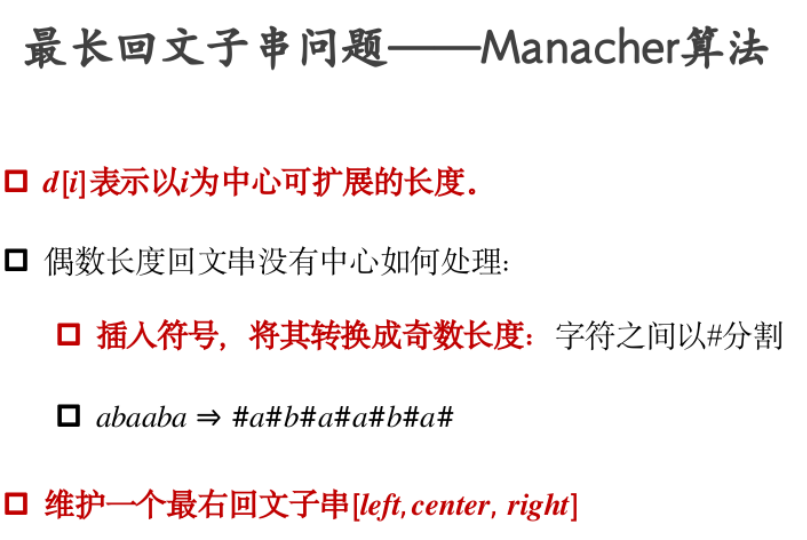 最长回文子串问题——Manacher算法
d[i]表示以i为中心可扩展的长度。
偶数长度回文串没有中心如何处理:
插入符号，将其转换成奇数长度：字符之间以#分割
abaaba ⇒ #a#b#a#a#b#a#
维护一个最右回文子串[left,center, right]